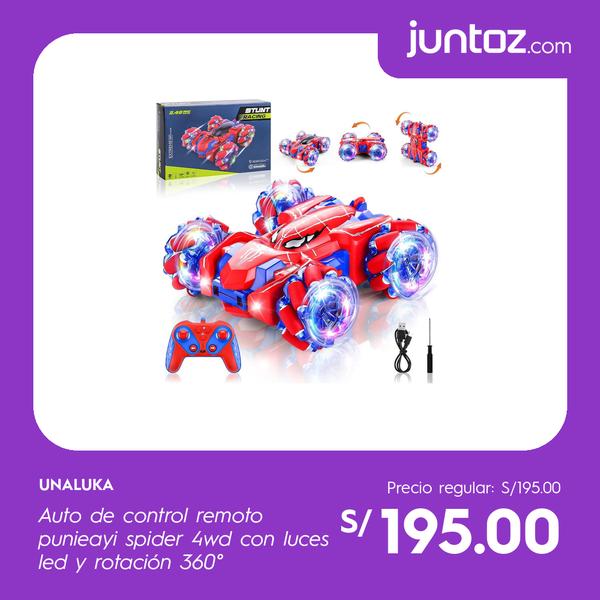 juntoz.com
STUNT
RACING
UNALUKA
Auto de control remoto
punieayi spider 4wd con luces
led y rotación 360°
Precio regular: S/195.00
S/195.00